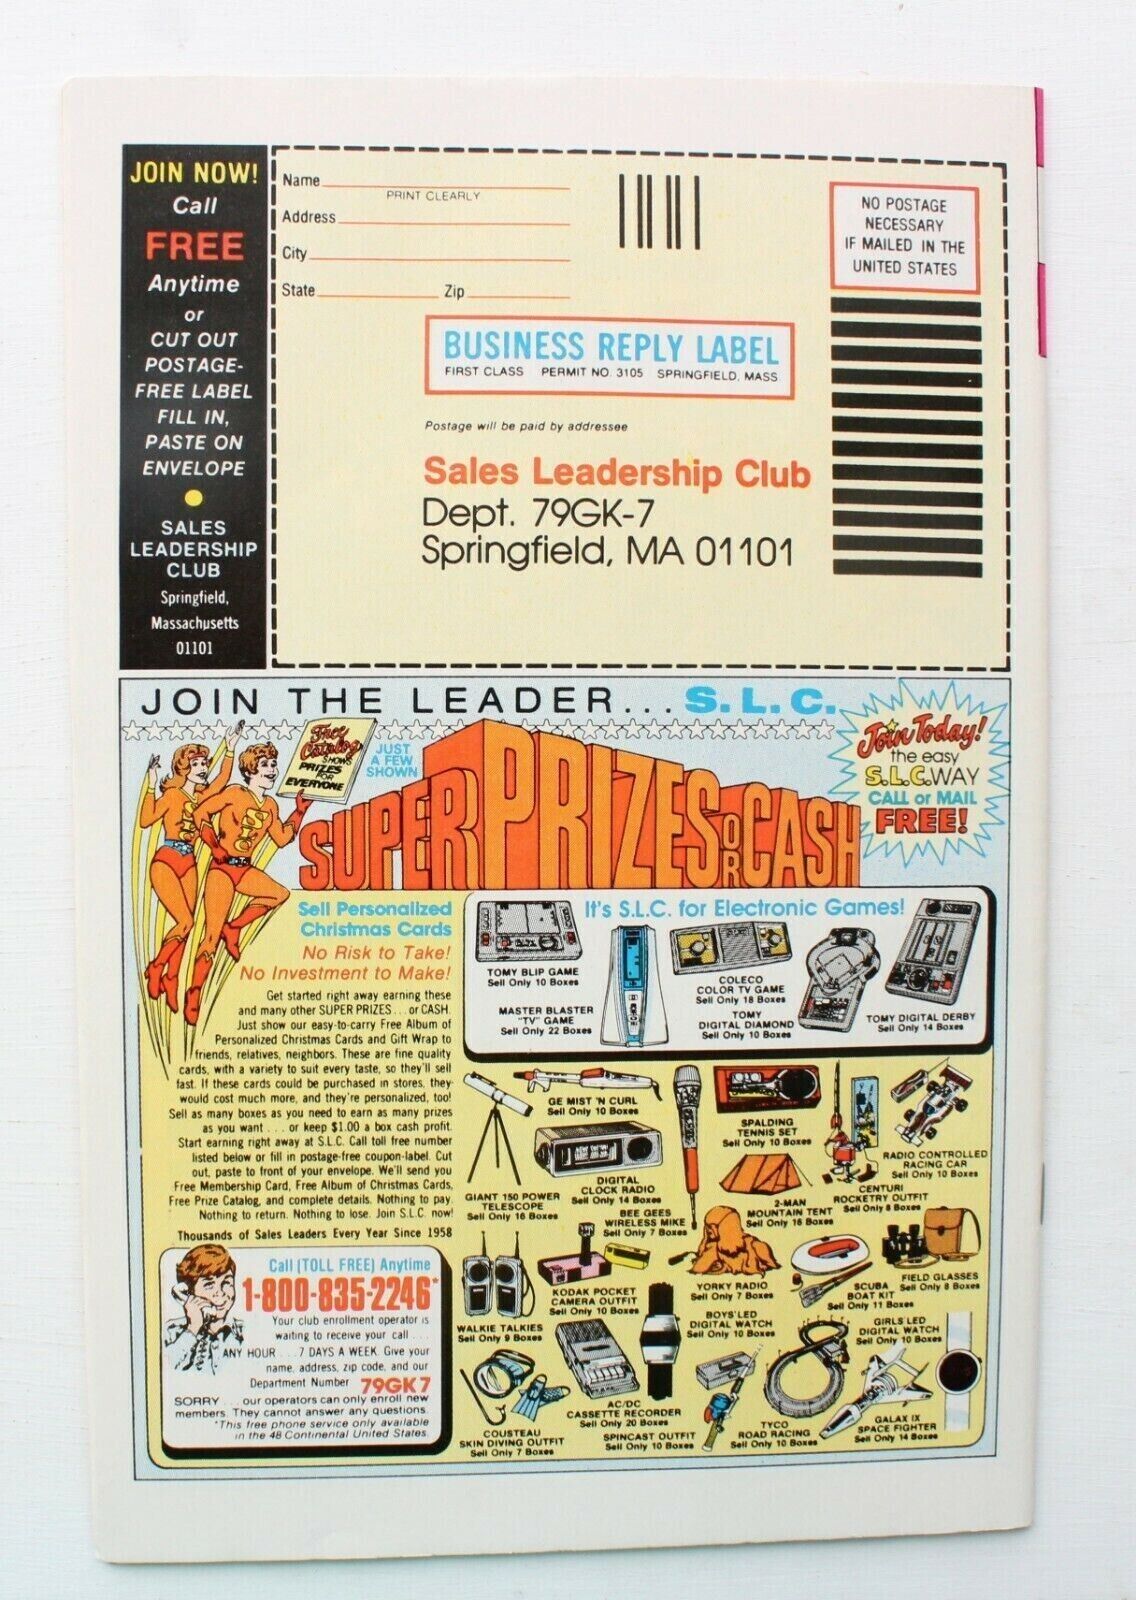 JOIN NOW!
Call
FREE
Anytime
or
CUT OUT
POSTAGE-
FREE LABEL
FILL IN,
PASTE ON
ENVELOPE
SALES
LEADERSHIP
CLUB
Springfield,
Massachusetts
01101
Name
PRINT CLEARLY
Address
City
State Zip
NO POSTAGE
NECESSARY
IF MAILED IN THE
UNITED STATES
BUSINESS REPLY LABEL
FIRST CLASS PERMIT NO. 3105 SPRINGFIELD, MASS
Postage will be paid by addressee
Sales Leadership Club
Dept. 79GK-7
Springfield, MA 01101
JOIN THE LEADER... S.L.C.
Free
Catalog
SHOWS
PRIZES
FOR
EVERYONE
JUST
A FEW
SHOWN
SUPER PRIZES OR CASH
Join Today!
the easy
S.L.C. WAY
CALL or MAIL
FREE!
Sell Personalized
Christmas Cards
No Risk to Take!
No Investment to Make!
Get started right away earning these
and many other SUPER PRIZES . . . or CASH.
Just show our easy-to-carry Free Album of
Personalized Christmas Cards and Gift Wrap to
friends, relatives, neighbors. These are fine quality
cards, with a variety to suit every taste, so they'll sell
fast. If these cards could be purchased in stores, they
would cost much more, and they're personalized, too!
Sell as many boxes as you need to earn as many prizes
as you want . . . or keep $1.00 a box cash profit.
Start earning right away at S.L.C. Call toll free number
listed below or fill in postage-free coupon-label. Cut
out, paste to front of your envelope. We'll send you
Free Membership Card, Free Album of Christmas Cards,
Free Prize Catalog, and complete details. Nothing to pay.
Nothing to return. Nothing to lose. Join S.L.C. now!
Thousands of Sales Leaders Every Year Since 1958
Call (TOLL FREE) Anytime
1-800-835-2246*
Your club enrollment operator is
waiting to receive your call . . .
ANY HOUR . . . 7 DAYS A WEEK. Give your
name, address, zip code, and our
Department Number 79GK7
SORRY . . . our operators can only enroll new
members. They cannot answer any questions.
*This free phone service only available
in the 48 Continental United States.
It's S.L.C. for Electronic Games!
TOMY BLIP GAME
Sell Only 10 Boxes
MASTER BLASTER
"TV" GAME
Sell Only 22 Boxes
COLECO
COLOR TV GAME
Sell Only 18 Boxes
TOMY
DIGITAL DIAMOND
Sell Only 10 Boxes
TOMY DIGITAL DERBY
Sell Only 14 Boxes
GIANT 150 POWER
TELESCOPE
Sell Only 16 Boxes
GE MIST 'N CURL
Sell Only 10 Boxes
DIGITAL
CLOCK RADIO
Sell Only 14 Boxes
BEE GEES
WIRELESS MIKE
Sell Only 7 Boxes
SPALDING
TENNIS SET
Sell Only 10 Boxes
2-MAN
MOUNTAIN TENT
Sell Only 16 Boxes
CENTURI
ROCKETRY OUTFIT
Sell Only 8 Boxes
RADIO CONTROLLED
RACING CAR
Sell Only 10 Boxes
WALKIE TALKIES
Sell Only 9 Boxes
KODAK POCKET
CAMERA OUTFIT
Sell Only 10 Boxes
YORKY RADIO
Sell Only 7 Boxes
SCUBA
BOAT KIT
Sell Only 11 Boxes
FIELD GLASSES
Sell Only 8 Boxes
BOYS' LED
DIGITAL WATCH
Sell Only 10 Boxes
GIRLS LED
DIGITAL WATCH
Sell Only 10 Boxes
COUSTEAU
SKIN DIVING OUTFIT
Sell Only 7 Boxes
AC/DC
CASSETTE RECORDER
Sell Only 20 Boxes
SPINCAST OUTFIT
Sell Only 10 Boxes
TYCO
ROAD RACING
Sell Only 10 Boxes
GALAX IX
SPACE FIGHTER
Sell Only 14 Boxes